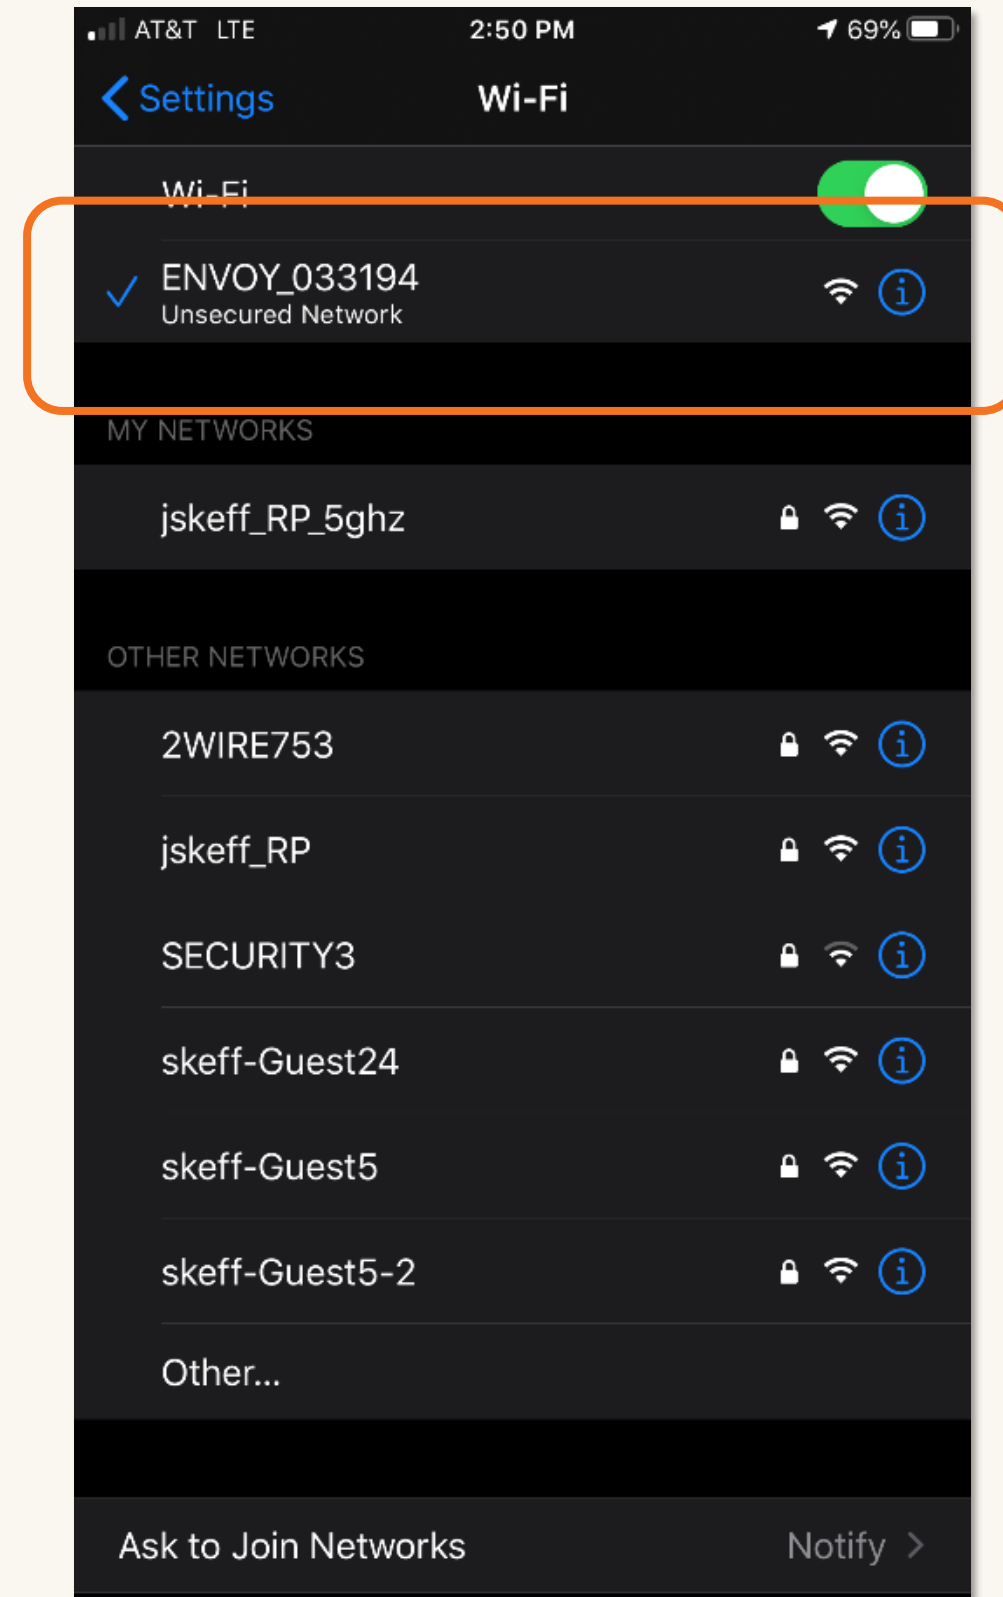 AT&T LTE 2:50 PM 69%
Settings Wi-Fi
Wi-Fi
ENVOY_033194
Unsecured Network
MY NETWORKS
jskeff_RP_5ghz
OTHER NETWORKS
2WIRE753
jskeff_RP
SECURITY3
skeff-Guest24
skeff-Guest5
skeff-Guest5-2
Other...
Ask to Join Networks Notify